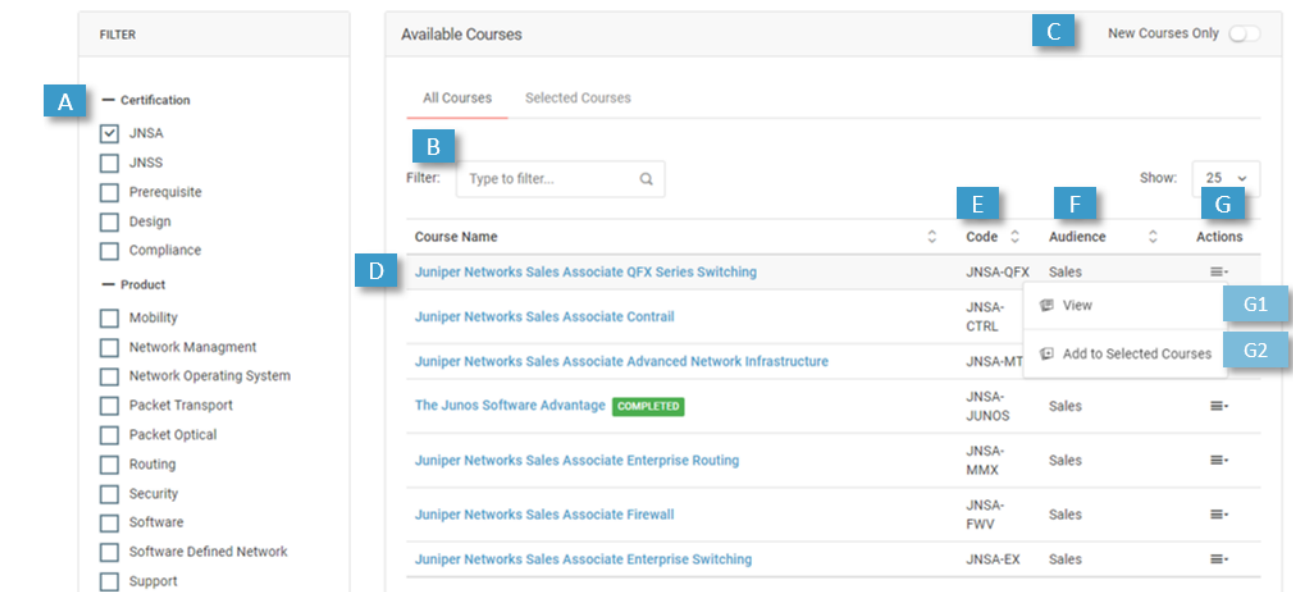 FILTER
A
— Certification
JNSA
JNSS
Prerequisite
Design
Compliance
— Product
Mobility
Network Managment
Network Operating System
Packet Transport
Packet Optical
Routing
Security
Software
Software Defined Network
Support
Available Courses
C
New Courses Only
All Courses Selected Courses
B
Filter: Type to filter... Show: 25
E F G
Course Name Code Audience Actions
D
Juniper Networks Sales Associate QFX Series Switching JNSA-QFX Sales
View G1
Add to Selected Courses G2
Juniper Networks Sales Associate Contrail JNSA-
CTRL
Juniper Networks Sales Associate Advanced Network Infrastructure JNSA-MT
The Junos Software Advantage COMPLETED JNSA-
JUNOS Sales
Juniper Networks Sales Associate Enterprise Routing JNSA-
MMX Sales
Juniper Networks Sales Associate Firewall JNSA-
FWV Sales
Juniper Networks Sales Associate Enterprise Switching JNSA-EX Sales